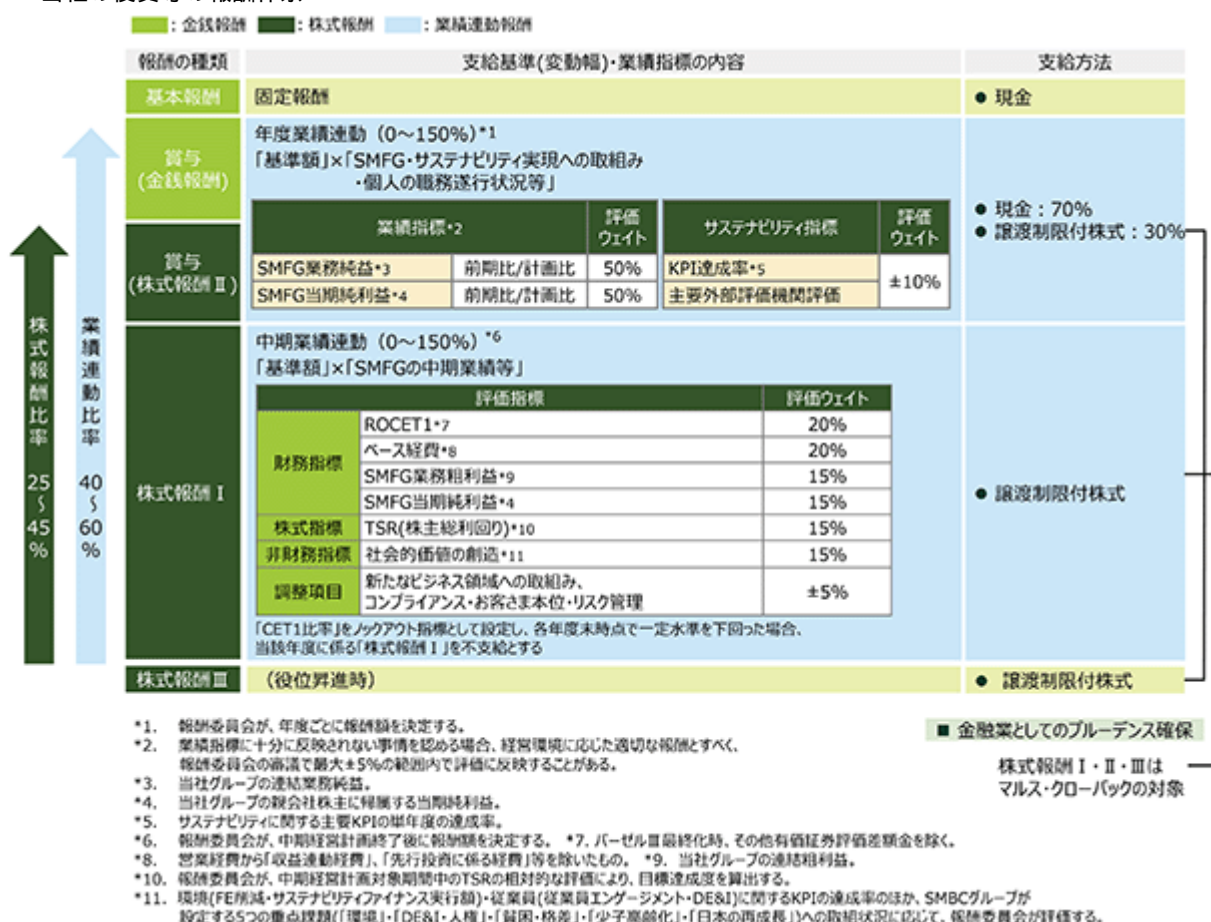 ：金銭報酬 ：株式報酬 ：業績連動報酬
報酬の種類 支給基準(変動幅)・業績指標の内容 支給方法
基本報酬 固定報酬 ● 現金
年度業績連動（0～150%）*1
「基準額」×「SMFG・サステナビリティ実現への取組み
・個人の職務遂行状況等」
賞与
(金銭報酬)
業績指標*2 評価ウェイト サステナビリティ指標 評価ウェイト
SMFG業務純益*3 前期比/計画比 50% KPI達成率*5 ±10%
SMFG当期純利益*4 前期比/計画比 50% 主要外部評価機関評価
賞与
(株式報酬Ⅱ)
● 現金：70%
● 譲渡制限付株式：30%
中期業績連動（0～150%）*6
「基準額」×「SMFGの中期業績等」
評価指標 評価ウェイト
財務指標 ROCET1*7 20%
ベース経費*8 20%
SMFG業務粗利益*9 15%
SMFG当期純利益*4 15%
株式指標 TSR(株主総利回り)*10 15%
非財務指標 社会的価値の創造*11 15%
調整項目 新たなビジネス領域への取組み、
コンプライアンス・お客さま本位・リスク管理 ±5%
「CET1比率」をノックアウト指標として設定し、各年度末時点で一定水準を下回った場合、
当該年度に係る「株式報酬Ⅰ」を不支給とする
株式報酬Ⅰ
● 譲渡制限付株式
株式報酬比率 25～45%
業績連動比率 40～60%
株式報酬Ⅲ （役位昇進時） ● 譲渡制限付株式
■ 金融業としてのプルーデンス確保
株式報酬Ⅰ・Ⅱ・Ⅲは
マルス・クローバックの対象
*1. 報酬委員会が、年度ごとに報酬額を決定する。
*2. 業績指標に十分に反映されない事情を認める場合、経営環境に応じた適切な報酬とすべく、
報酬委員会の審議で最大±5%の範囲内で評価に反映することがある。
*3. 当社グループの連結業務純益。
*4. 当社グループの親会社株主に帰属する当期純利益。
*5. サステナビリティに関する主要KPIの単年度の達成率。
*6. 報酬委員会が、中期経営計画終了後に報酬額を決定する。 *7. バーゼルⅢ最終化時、その他有価証券評価差額金を除く。
*8. 営業経費から「収益連動経費」、「先行投資に係る経費」等を除いたもの。 *9. 当社グループの連結粗利益。
*10. 報酬委員会が、中期経営計画対象期間中のTSRの相対的な評価により、目標達成度を算出する。
*11. 環境(FE削減・サステナビリティファイナンス実行額)・従業員(従業員エンゲージメント・DE&I)に関するKPIの達成率のほか、SMBCグループが
設定する5つの重点課題(「環境」・「DE&I・人権」・「貧困・格差」・「少子高齢化」・「日本の再成長」)への取組状況に応じて、報酬委員会が評価する。